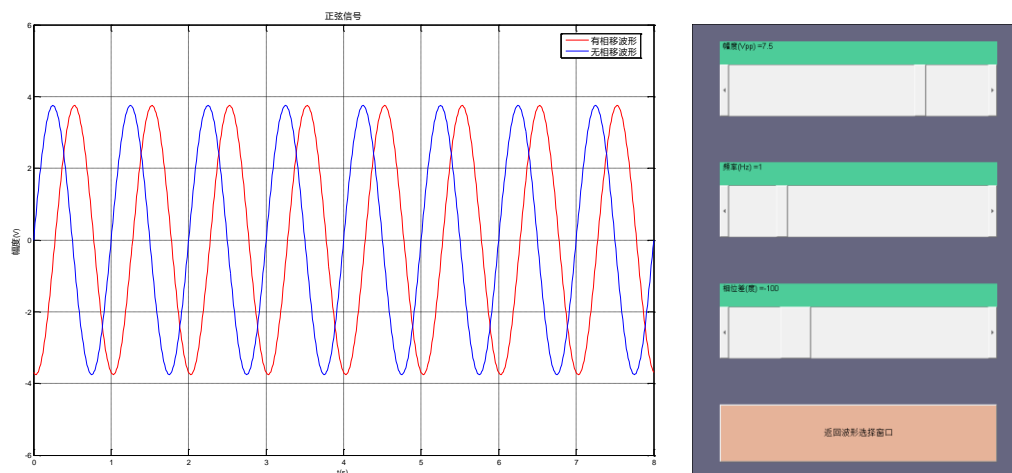 正弦信号
6
4
2
0
-2
-4
-6
幅度(V)
0 1 2 3 4 5 6 7 8
t(s)
有相移波形
无相移波形
幅度(Vpp) =7.5
频率(Hz) =1
相位差(度) =-100
返回波形选择窗口